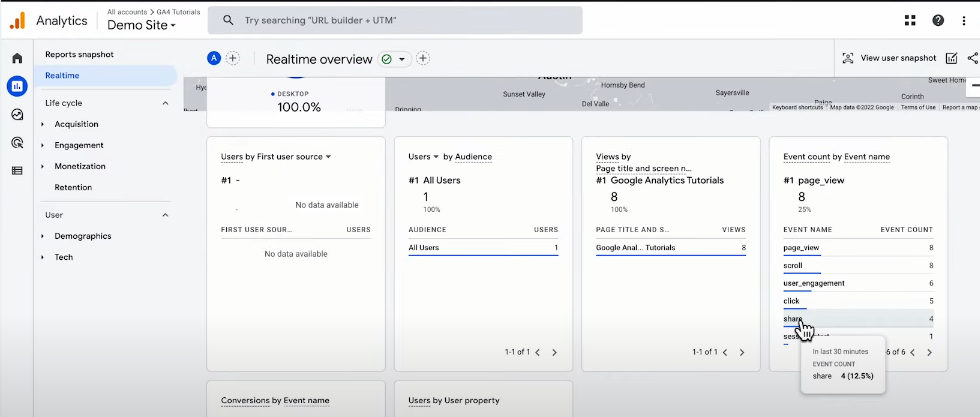 Analytics
All accounts > GA4 Tutorials
Demo Site
Try searching "URL builder + UTM"
Reports snapshot
Realtime
Life cycle
Acquisition
Engagement
Monetization
Retention
User
Demographics
Tech
A
Realtime overview
View user snapshot
DESKTOP
100.0%
Austin
Hornsby Bend
Sunset Valley
Del Valle
Dripping
Sayersville
Paige
Corinth
Sweet Home
Keyboard shortcuts
Map data ©2022 Google
Terms of Use
Report a map
Users by First user source
#1 -
No data available
FIRST USER SOUR... USERS
No data available
Users by Audience
#1 All Users
1
100%
AUDIENCE USERS
All Users 1
1-1 of 1
Views by
Page title and screen n...
#1 Google Analytics Tutorials
8
100%
PAGE TITLE AND S... VIEWS
Google Anal... Tutorials 8
1-1 of 1
Event count by Event name
#1 page_view
8
25%
EVENT NAME EVENT COUNT
page_view 8
scroll 8
user_engagement 6
click 5
share 4
1
-6 of 6
In last 30 minutes
EVENT COUNT
share 4 (12.5%)
Conversions by Event name
Users by User property